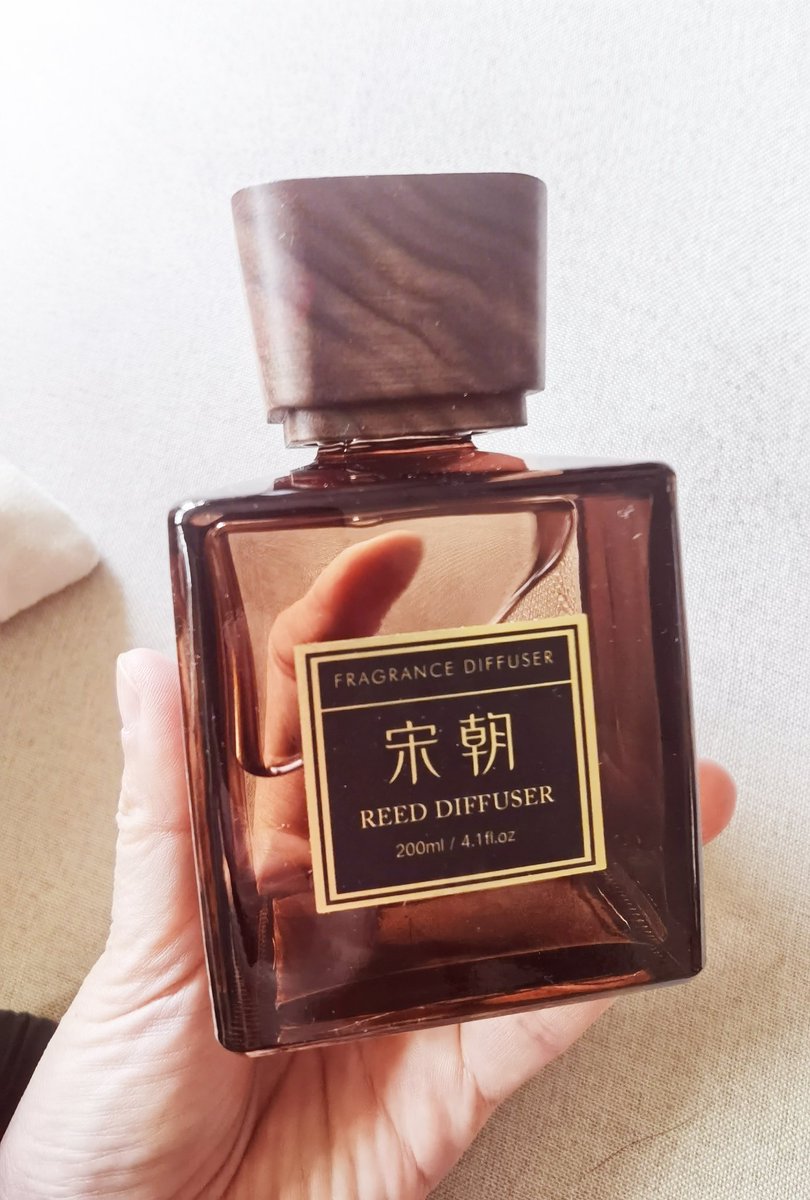 FRAGRANCE DIFFUSER
宋朝
REED DIFFUSER
200ml / 4.1fl.oz